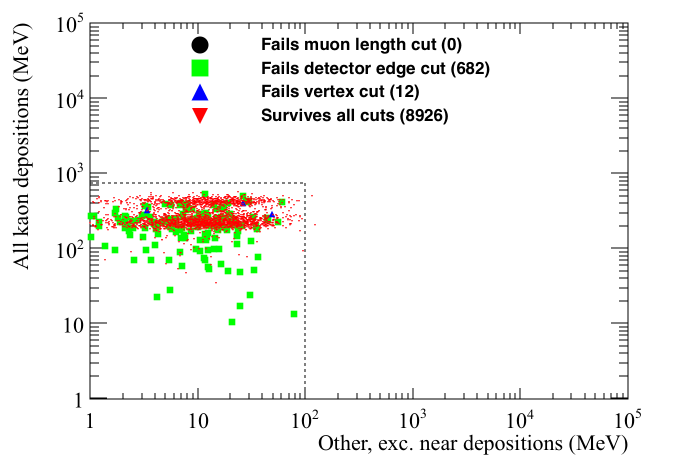 All kaon depositions (MeV)
10^5
10^4
10^3
10^2
10
1
Fails muon length cut (0)
Fails detector edge cut (682)
Fails vertex cut (12)
Survives all cuts (8926)
1 10 10^2 10^3 10^4 10^5
Other, exc. near depositions (MeV)